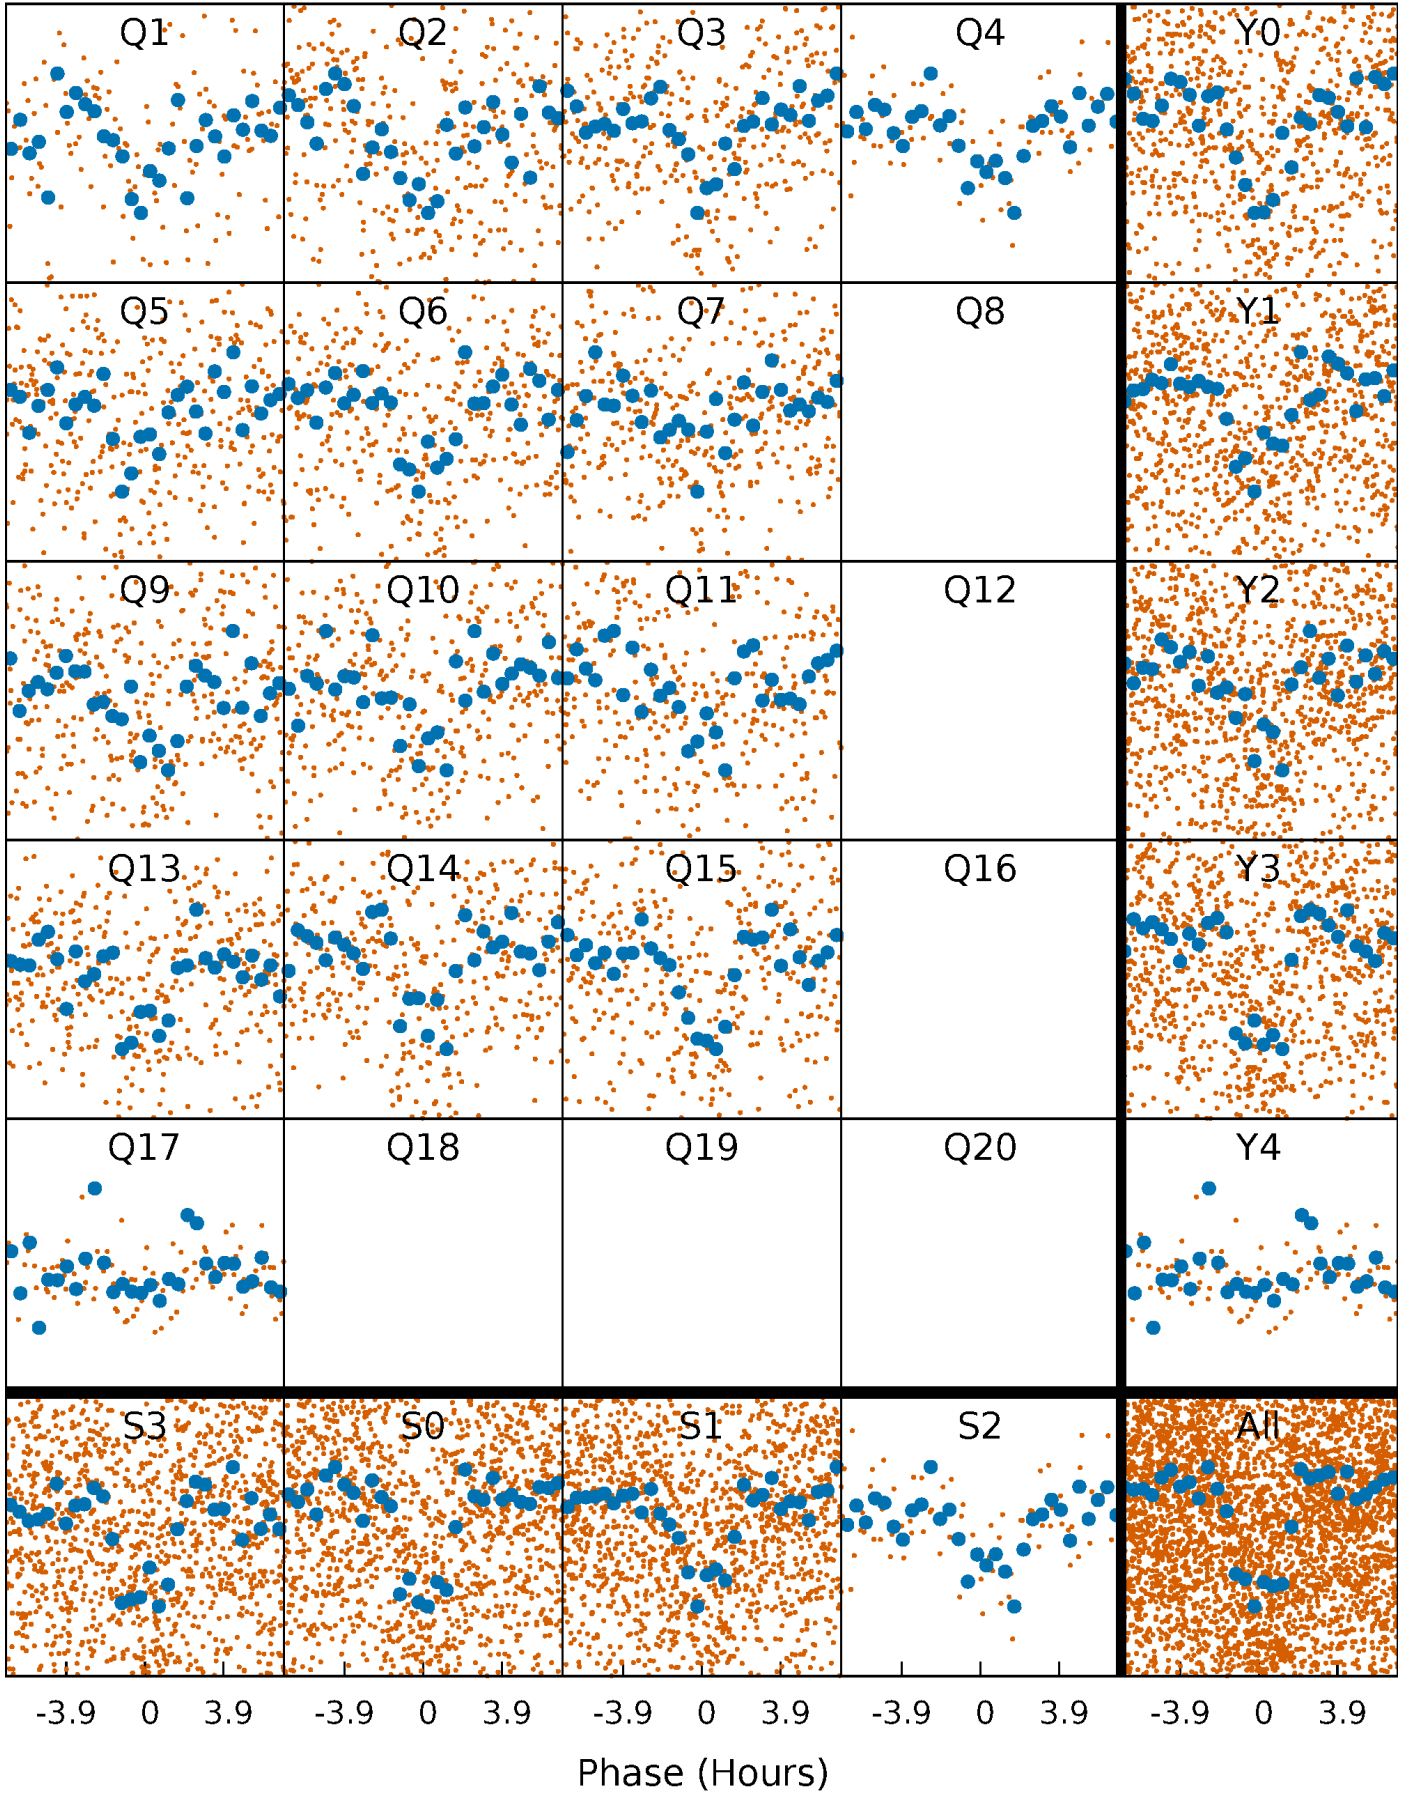 Q1 Q2 Q3 Q4 Y0
Q5 Q6 Q7 Q8 Y1
Q9 Q10 Q11 Q12 Y2
Q13 Q14 Q15 Q16 Y3
Q17 Q18 Q19 Q20 Y4
S3 S0 S1 S2 All
-3.9 0 3.9 -3.9 0 3.9 -3.9 0 3.9 -3.9 0 3.9 -3.9 0 3.9
Phase (Hours)